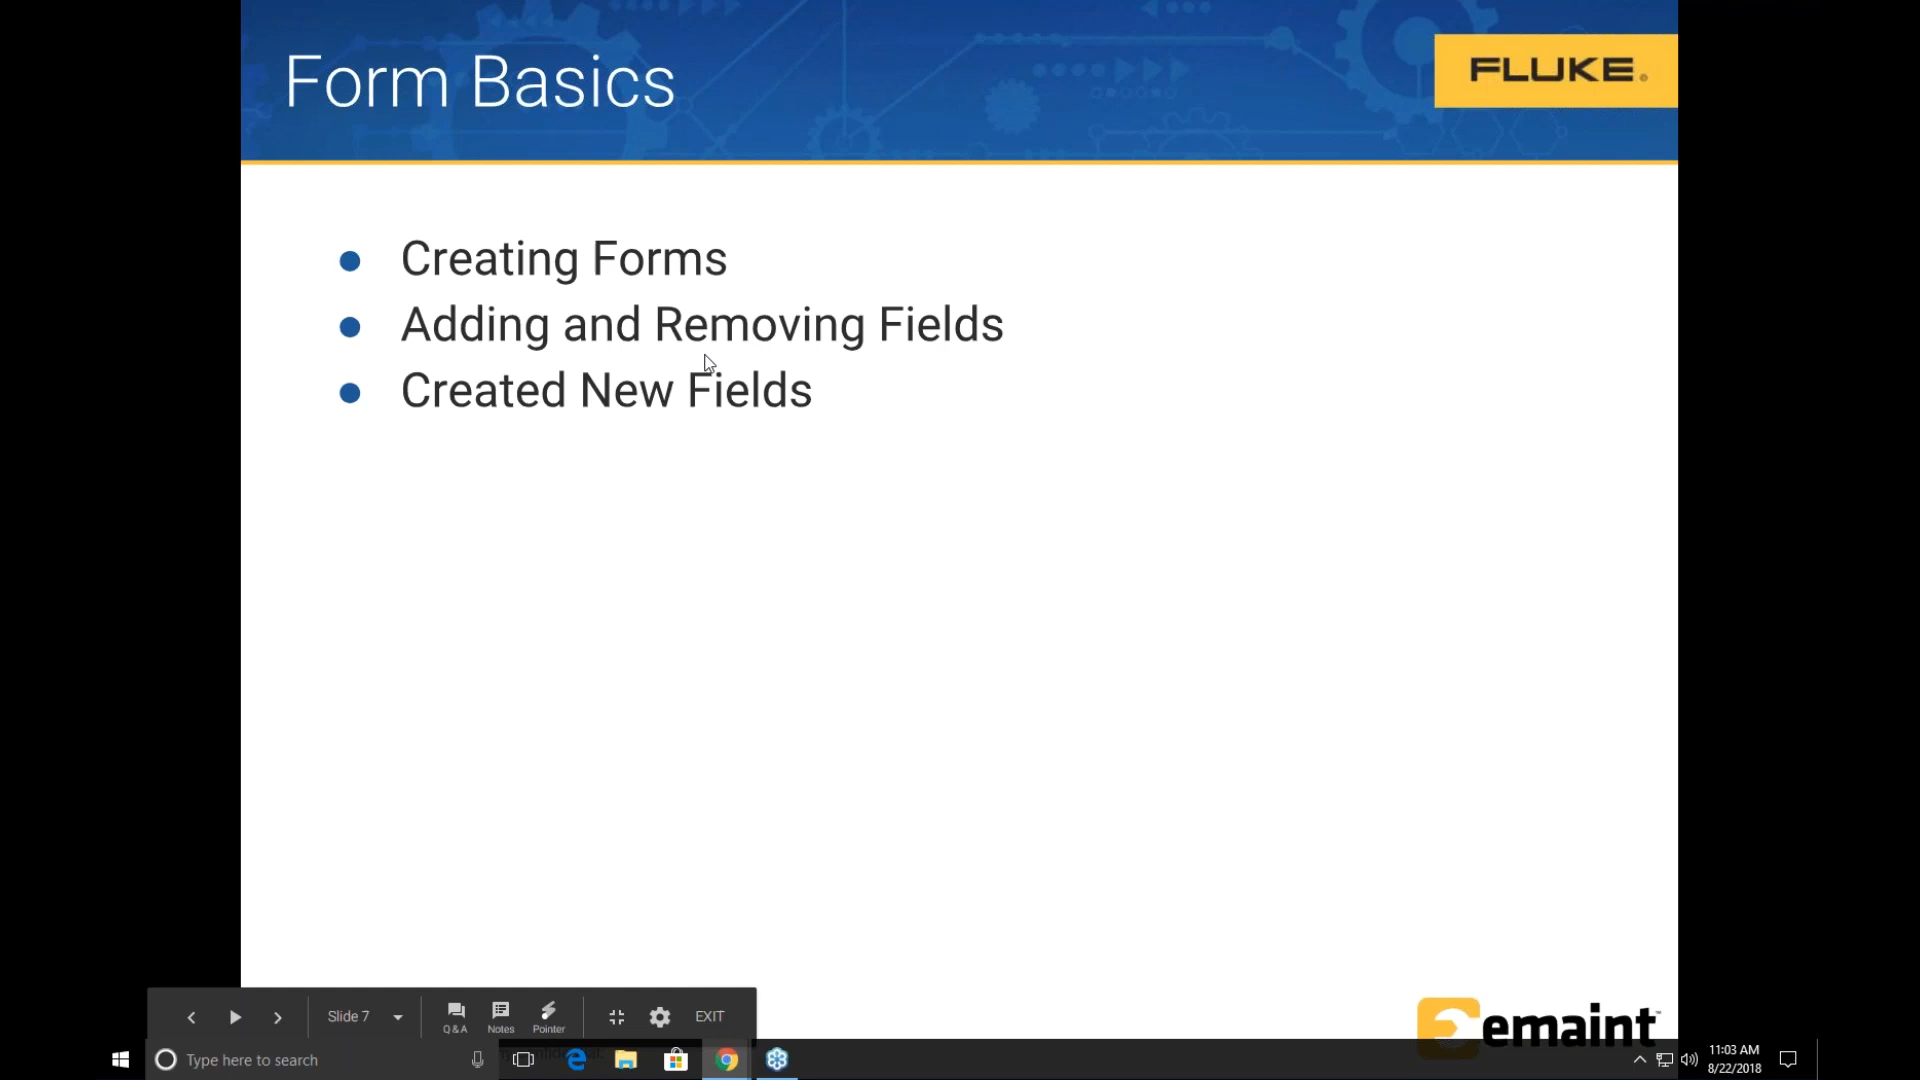 Form Basics
FLUKE
Creating Forms
Adding and Removing Fields
Created New Fields
Slide 7
Q & A
Notes
Pointer
EXIT
emaint™
Type here to search
11:03 AM
8/22/2018